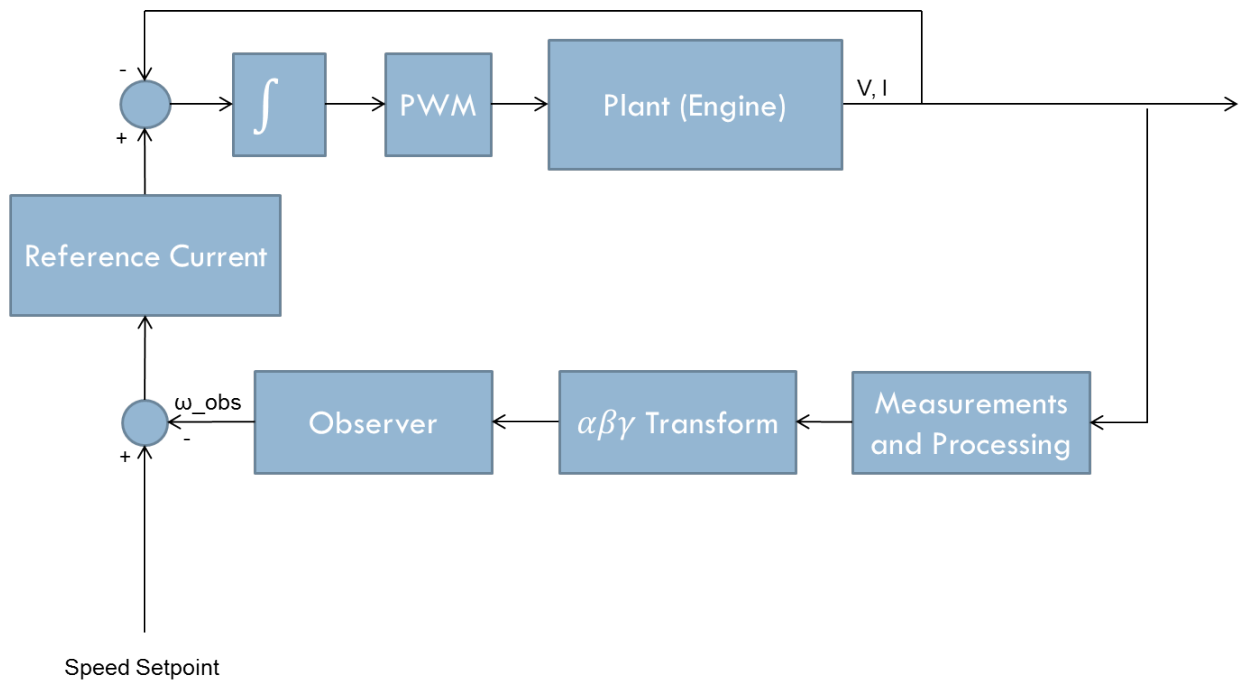 -
∫
PWM
Plant (Engine)
V, I
+
Reference Current
ω_obs
-
+
Observer
αβγ Transform
Measurements
and Processing
Speed Setpoint